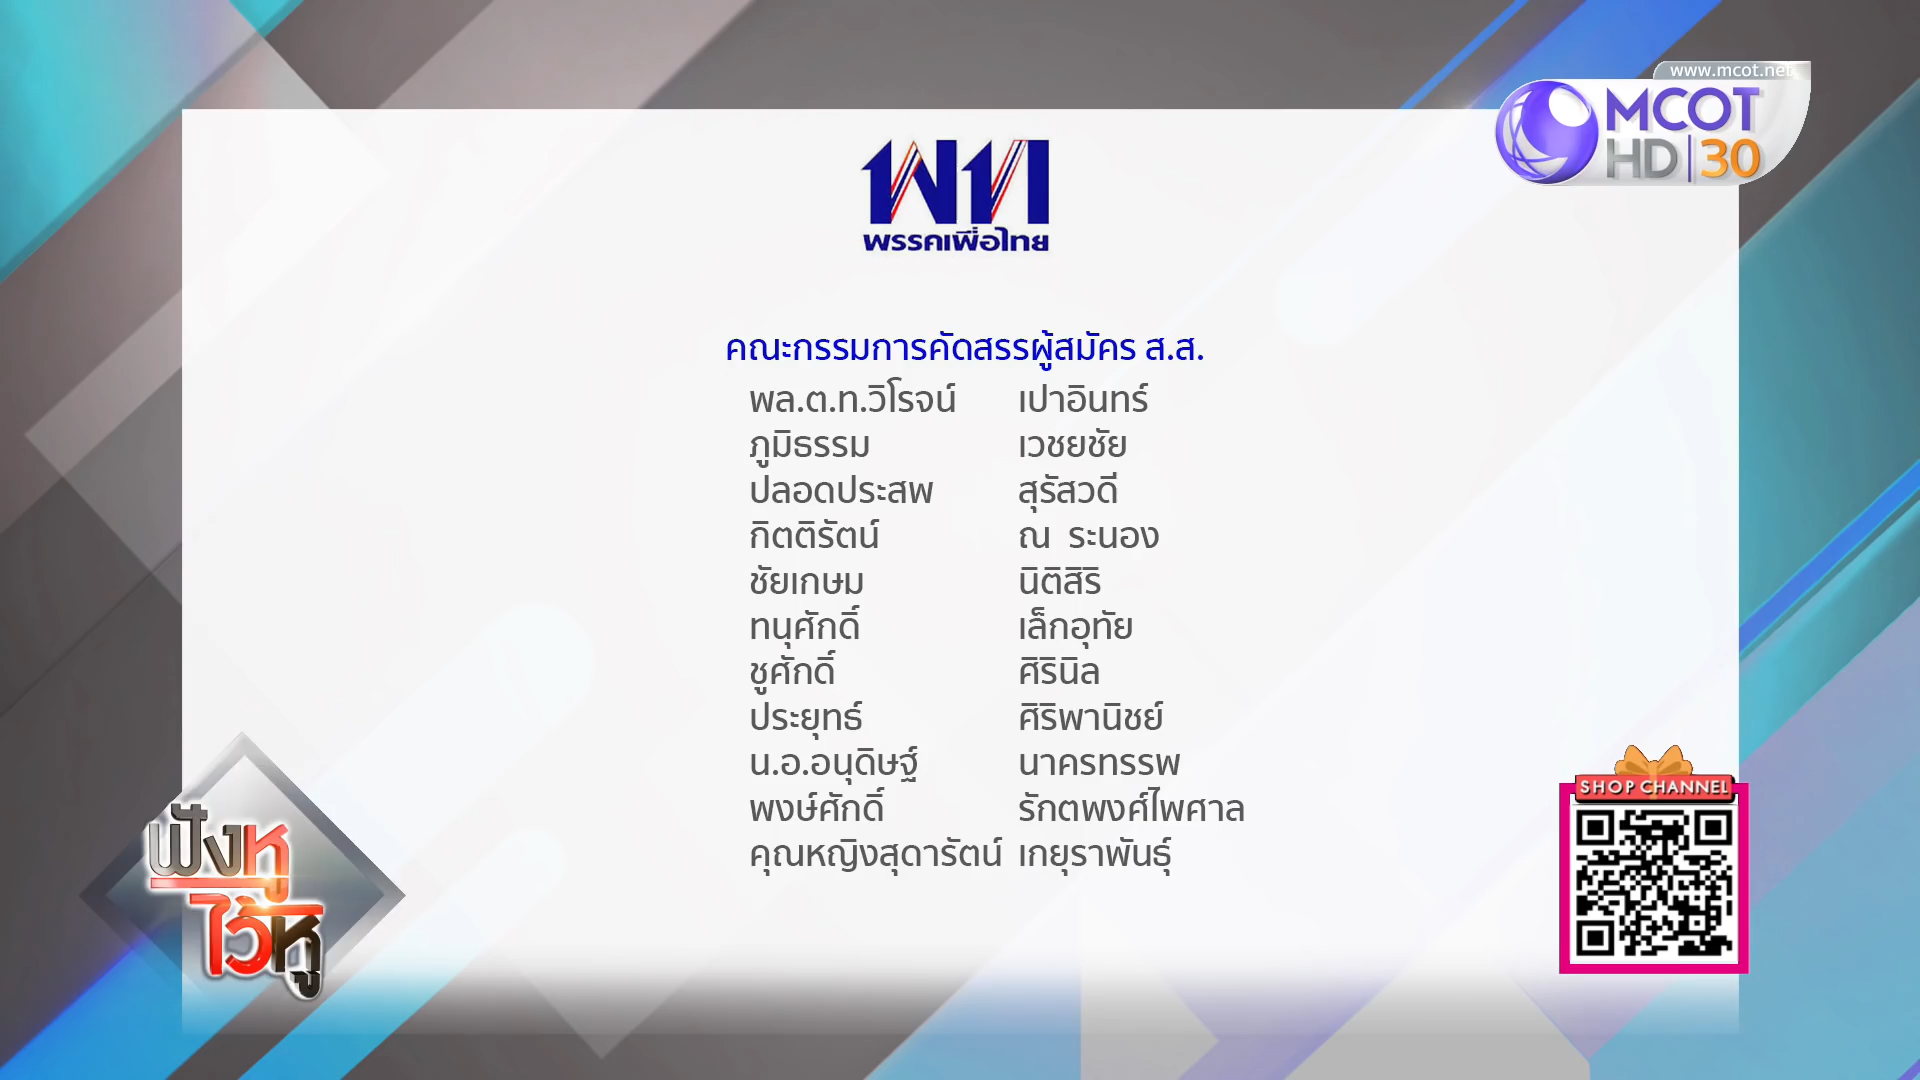 www.mcot.net
MCOT
HD 30
พท
พรรคเพื่อไทย
คณะกรรมการคัดสรรผู้สมัคร ส.ส.
พล.ต.ท.วิโรจน์ เปาอินทร์
ภูมิธรรม เวชยชัย
ปลอดประสพ สุรัสวดี
กิตติรัตน์ ณ ระนอง
ชัยเกษม นิติสิริ
ทนุศักดิ์ เล็กอุทัย
ชูศักดิ์ ศิรินิล
ประยุทธ์ ศิริพานิชย์
น.อ.อนุดิษฐ์ นาครทรรพ
พงษ์ศักดิ์ รักตพงศ์ไพศาล
คุณหญิงสุดารัตน์ เกยุราพันธุ์
ฟังหู
ไว้หู
SHOP CHANNEL